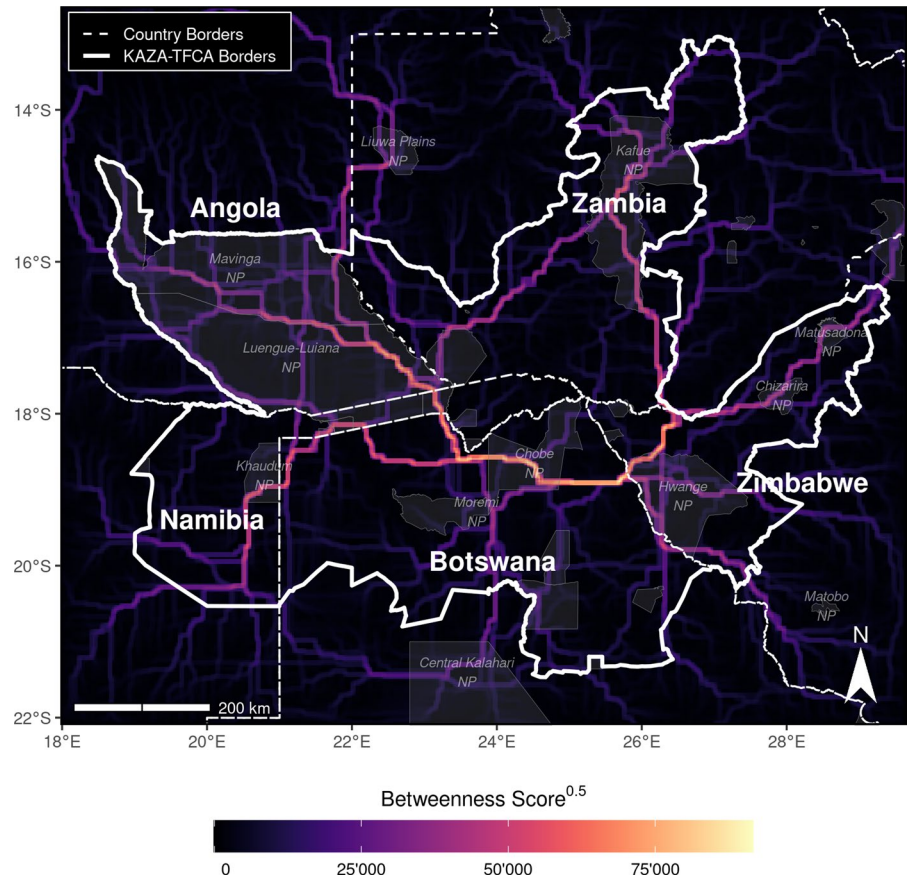 Country Borders
KAZA-TFCA Borders
14°S
16°S
18°S
20°S
22°S
Liuwa Plains
NP
Kafue
NP
Angola
Zambia
Mavinga
NP
Luengue-Luiana
NP
Matusadona
NP
Chizarira
NP
Khaudum
NP
Chobe
NP
Moremi
NP
Hwange
NP
Zimbabwe
Namibia
Botswana
Matobo
NP
Central Kalahari
NP
N
200 km
18°E
20°E
22°E
24°E
26°E
28°E
Betweenness Score0.5
0
25'000
50'000
75'000